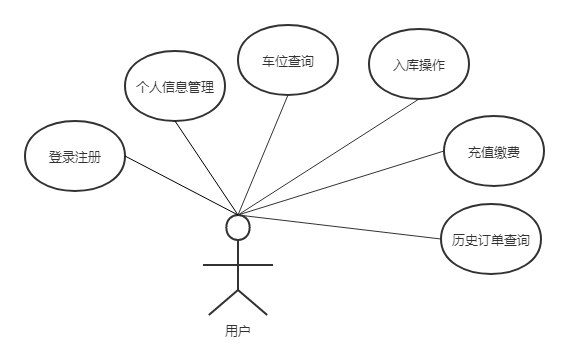 车位查询
入库操作
个人信息管理
充值缴费
登录注册
历史订单查询
用户